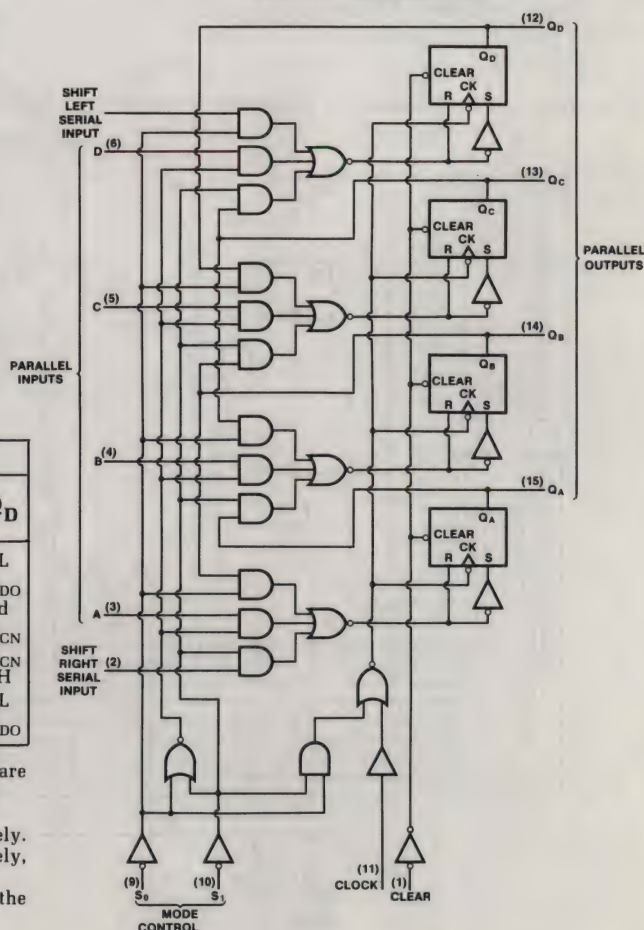 (12) QD
QD
CLEAR
CK
R S
SHIFT
LEFT
SERIAL
INPUT
D (6)
(13) QC
QC
CLEAR
CK
R S
PARALLEL
OUTPUTS
C (5)
(14) QB
PARALLEL
INPUTS
QB
CLEAR
CK
R S
B (4)
(15) QA
QA
CLEAR
CK
R S
A (3)
SHIFT
RIGHT
SERIAL
INPUT
(2)
D
L
DO
d
CN
CN
H
L
DO
are
ely.
ely,
the
(9)
S0
(10)
S1
(11)
CLOCK
(1)
CLEAR
MODE
CONTROL